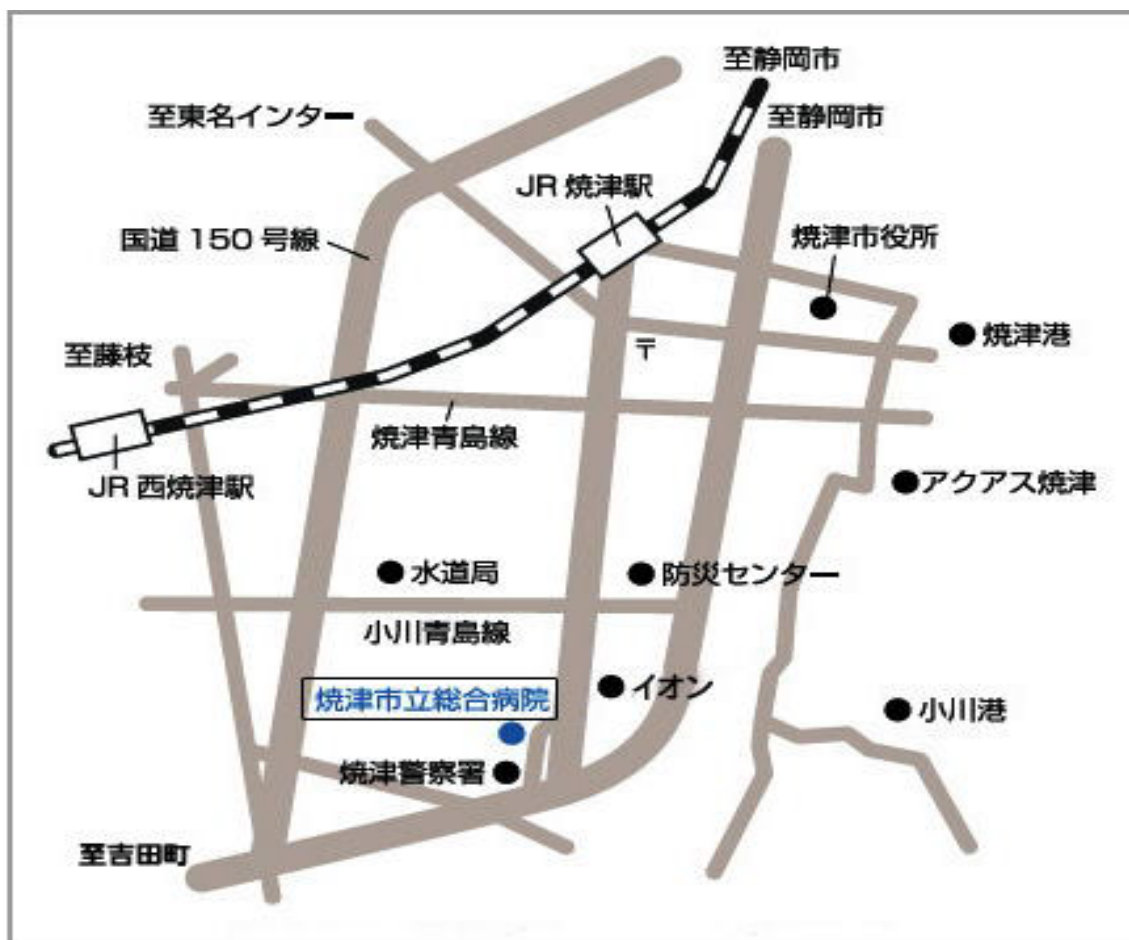 至静岡市
至東名インター
至静岡市
JR 焼津駅
国道 150 号線
焼津市役所
焼津港
〒
至藤枝
焼津青島線
JR 西焼津駅
アクアス焼津
水道局
防災センター
小川青島線
焼津市立総合病院
イオン
小川港
焼津警察署
至吉田町